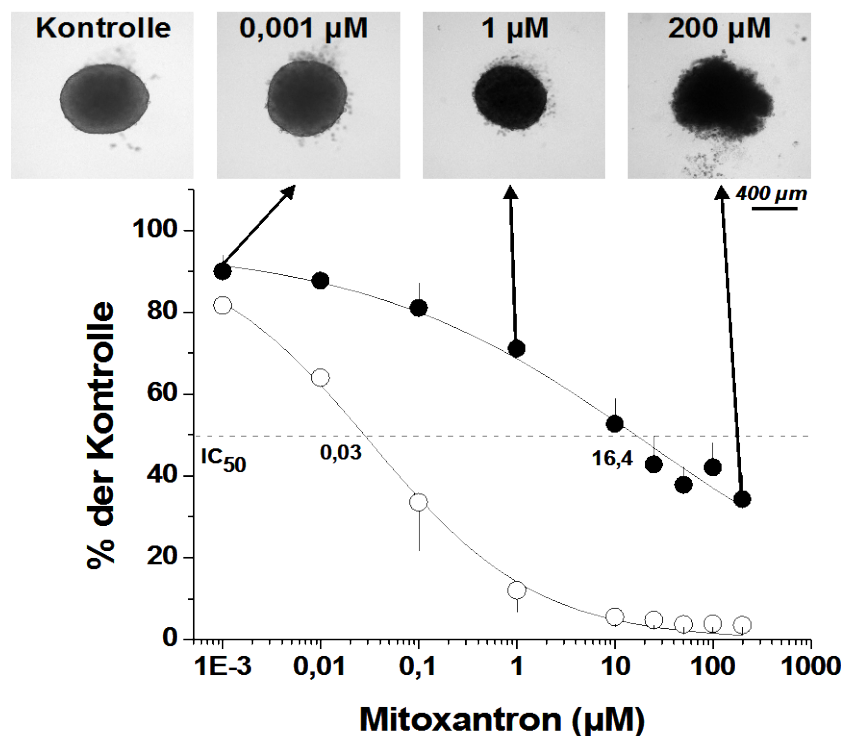 Kontrolle
0,001 µM
1 µM
200 µM
400 µm
100
80
60
40
20
0
% der Kontrolle
IC50
0,03
16,4
1E-3
0,01
0,1
1
10
100
1000
Mitoxantron (µM)